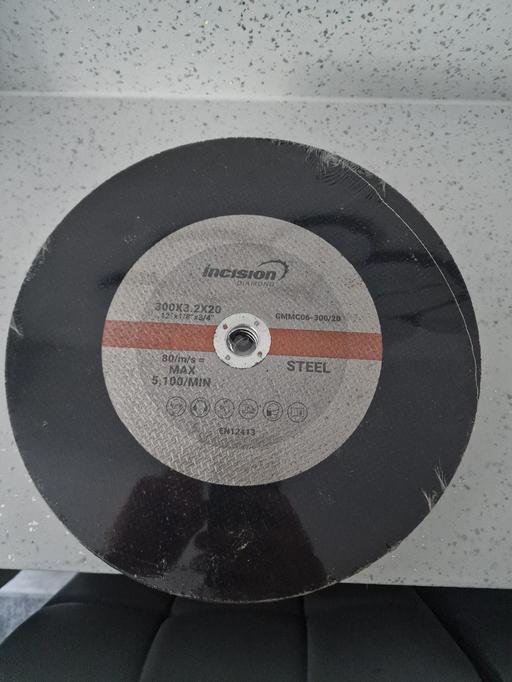 incision
DIAMOND
300X3.2X20
12"x1/8"x3/4"
GMMC06-300/20
80/m/s =
MAX
5,100/MIN
STEEL
EN12413